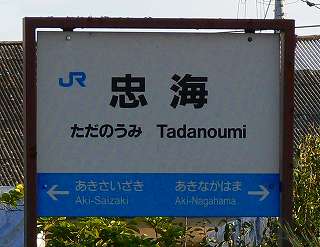 JR 忠海
ただのうみ Tadanoumi
← あきさいざき あきなかはま →
Aki-Saizaki Aki-Nagahama